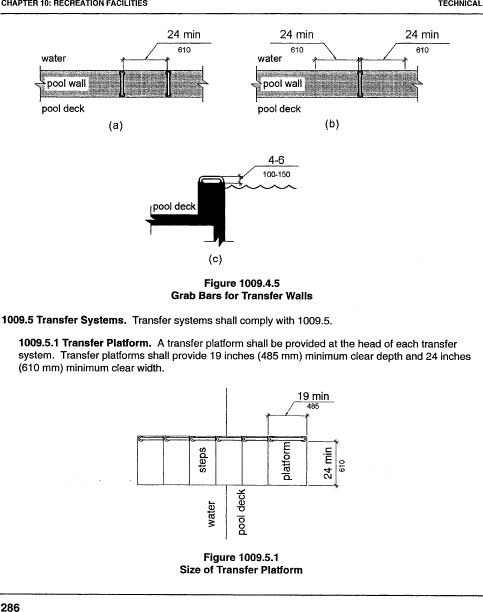 CHAPTER 10: RECREATION FACILITIES TECHNICAL
24 min
610
water
pool wall
pool deck
(a)
24 min 24 min
610 610
water
pool wall
pool deck
(b)
4-6
100-150
pool deck
(c)
Figure 1009.4.5
Grab Bars for Transfer Walls
1009.5 Transfer Systems. Transfer systems shall comply with 1009.5.
1009.5.1 Transfer Platform. A transfer platform shall be provided at the head of each transfer
system. Transfer platforms shall provide 19 inches (485 mm) minimum clear depth and 24 inches
(610 mm) minimum clear width.
19 min
485
steps
platform
24 min
610
water
pool deck
Figure 1009.5.1
Size of Transfer Platform
286